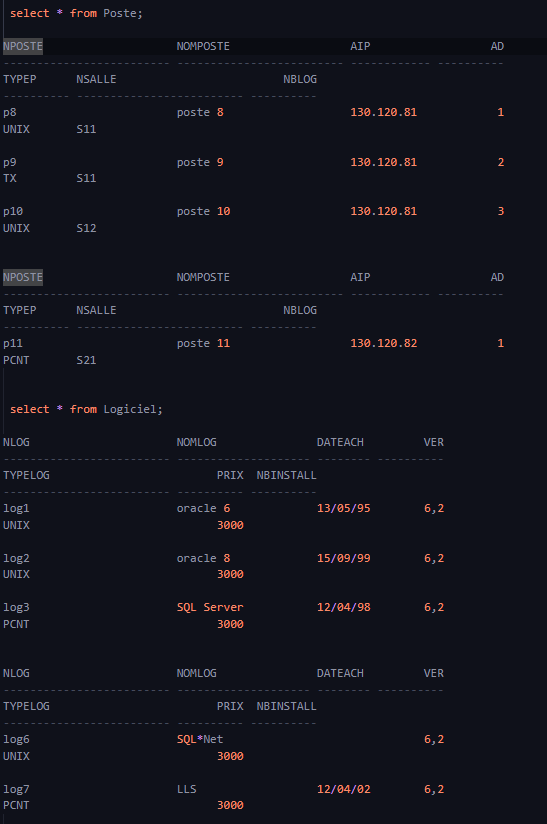 select * from Poste;
NPOSTE NOMPOSTE AIP AD
------------------------- ------------------------- ------------ ----------
TYPEP NSALLE NBLOG
---------- ------------------------- ----------
p8 poste 8 130.120.81 1
UNIX S11
p9 poste 9 130.120.81 2
TX S11
p10 poste 10 130.120.81 3
UNIX S12
NPOSTE NOMPOSTE AIP AD
------------------------- ------------------------- ------------ ----------
TYPEP NSALLE NBLOG
---------- ------------------------- ----------
p11 poste 11 130.120.82 1
PCNT S21
select * from Logiciel;
NLOG NOMLOG DATEACH VER
------------------------- -------------------- -------- ----------
TYPELOG PRIX NBINSTALL
------------------------- ---------- ----------
log1 oracle 6 13/05/95 6,2
UNIX 3000
log2 oracle 8 15/09/99 6,2
UNIX 3000
log3 SQL Server 12/04/98 6,2
PCNT 3000
NLOG NOMLOG DATEACH VER
------------------------- -------------------- -------- ----------
TYPELOG PRIX NBINSTALL
------------------------- ---------- ----------
log6 SQL*Net 6,2
UNIX 3000
log7 LLS 12/04/02 6,2
PCNT 3000